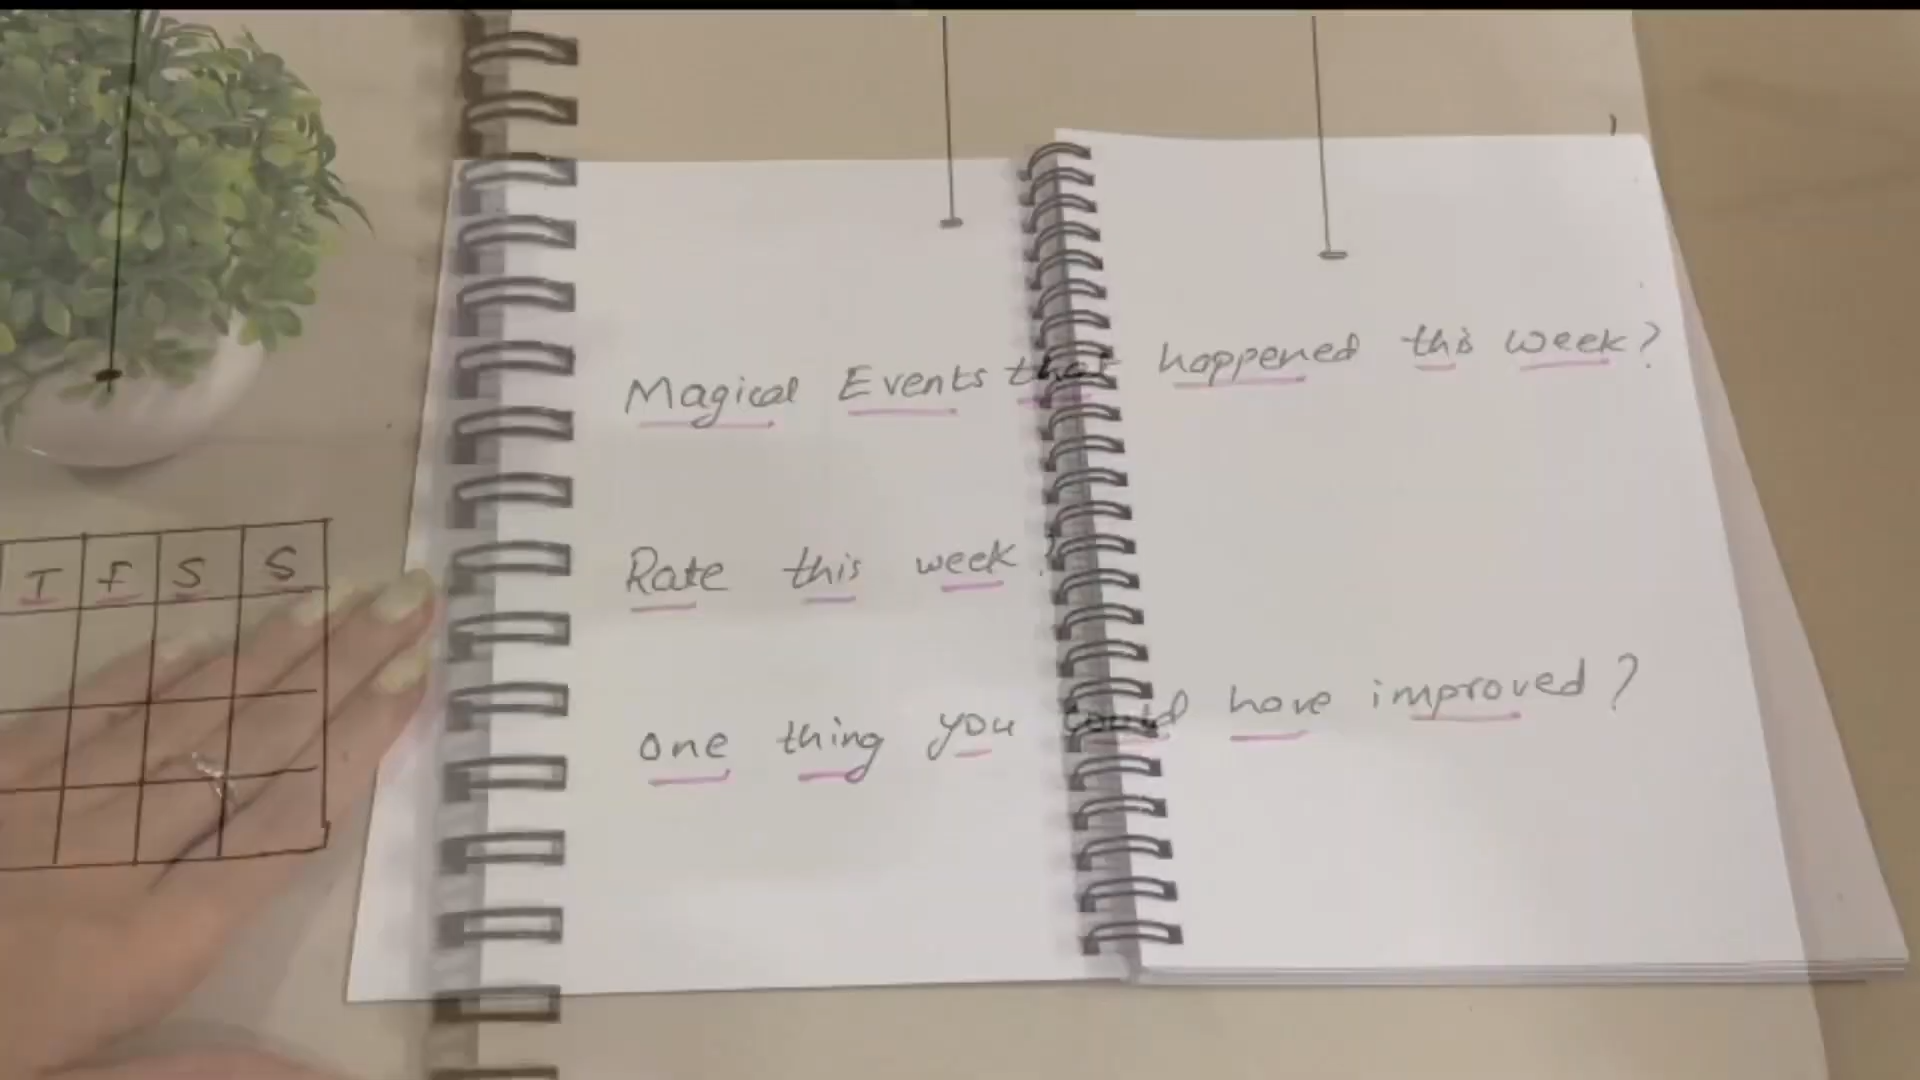 Magical Events that happened this week?
Rate this week?
One thing you could have improved?
T F S S